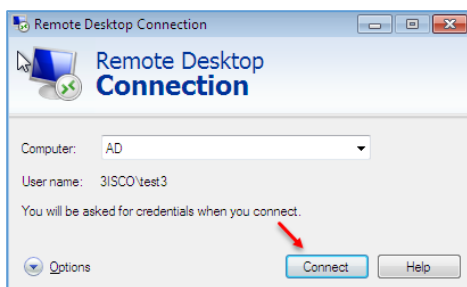 Remote Desktop Connection
Remote Desktop
Connection
Computer: AD
User name: 3ISCO\test3
You will be asked for credentials when you connect.
Options Connect Help